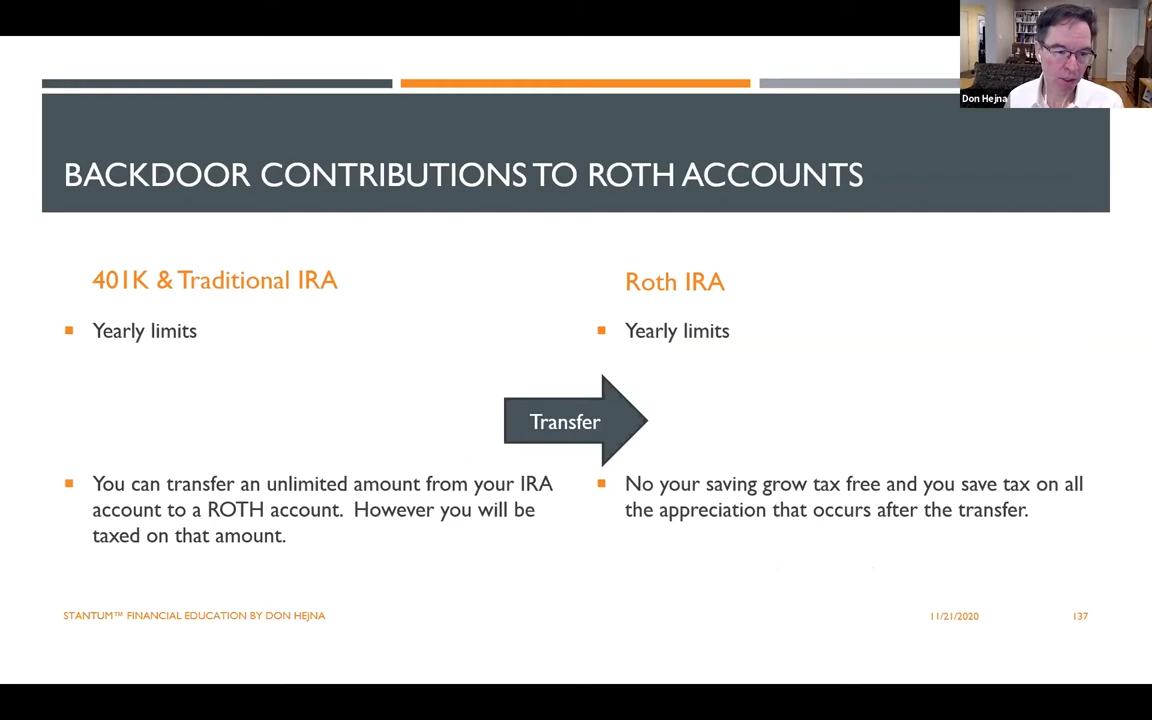 Don Hejna
BACKDOOR CONTRIBUTIONS TO ROTH ACCOUNTS
401K & Traditional IRA
Yearly limits
Roth IRA
Yearly limits
Transfer
You can transfer an unlimited amount from your IRA
account to a ROTH account. However you will be
taxed on that amount.
No your saving grow tax free and you save tax on all
the appreciation that occurs after the transfer.
STANTUM™ FINANCIAL EDUCATION BY DON HEJNA
11/21/2020
137